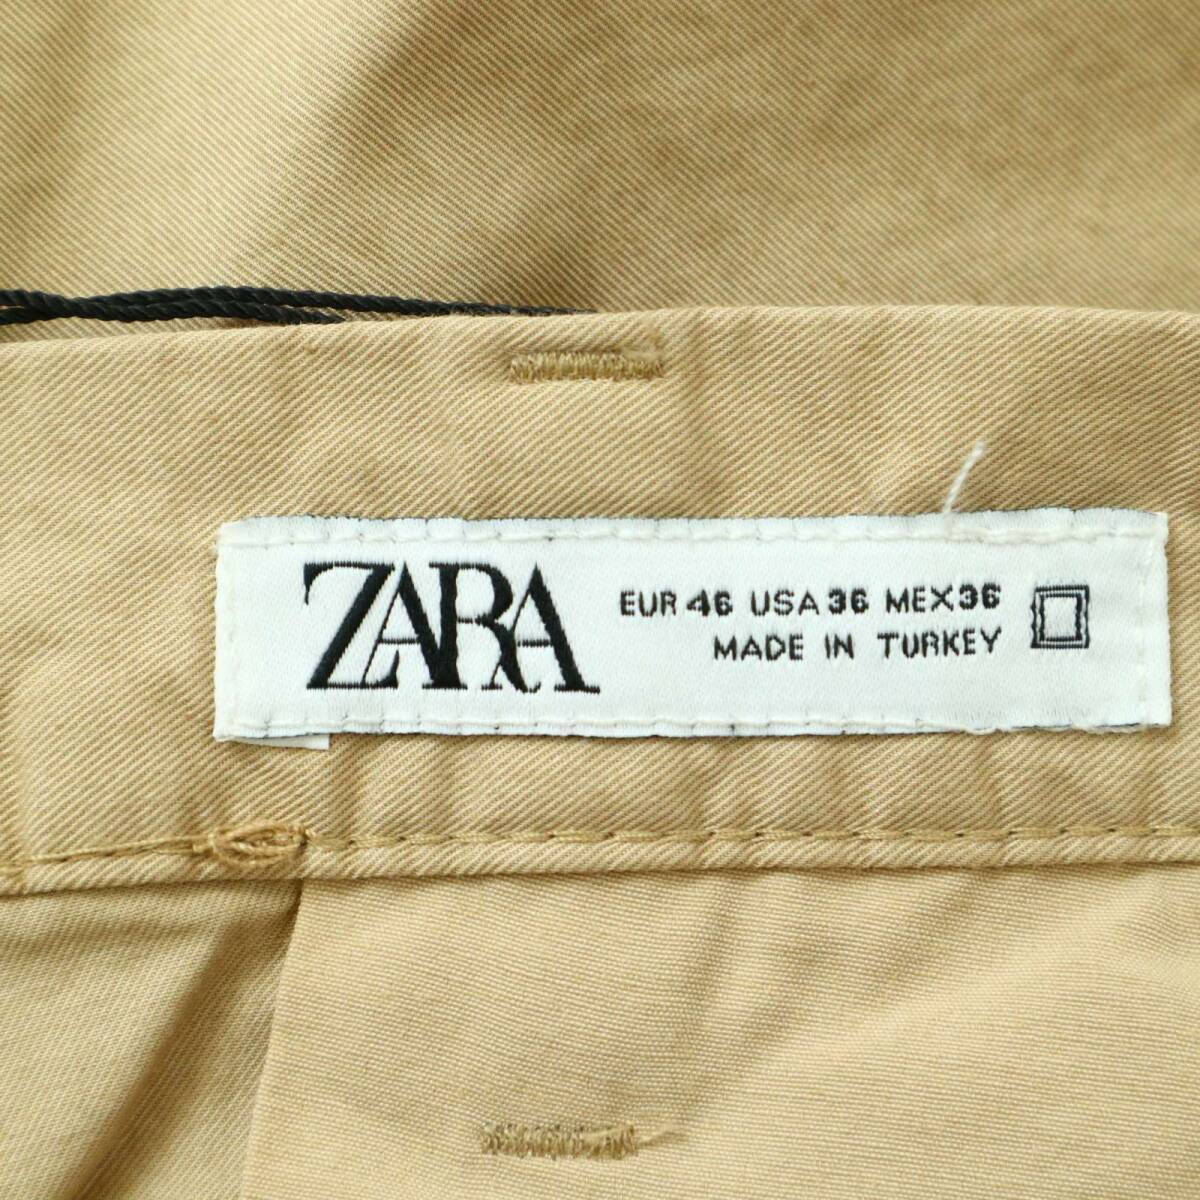 ZARA
EUR 46 USA 36 MEX 36
MADE IN TURKEY